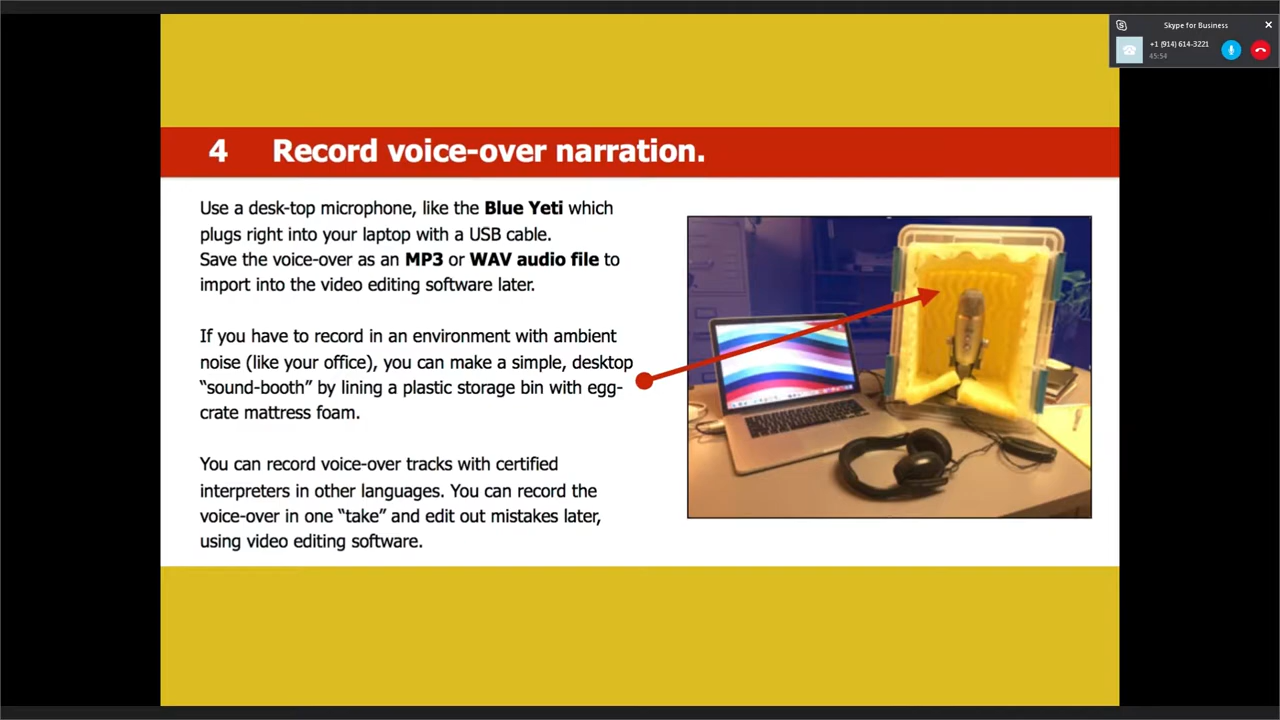 Skype for Business
+1 (914) 614-3221
45:54
4 Record voice-over narration.
Use a desk-top microphone, like the Blue Yeti which
plugs right into your laptop with a USB cable.
Save the voice-over as an MP3 or WAV audio file to
import into the video editing software later.
If you have to record in an environment with ambient
noise (like your office), you can make a simple, desktop
“sound-booth” by lining a plastic storage bin with egg-
crate mattress foam.
You can record voice-over tracks with certified
interpreters in other languages. You can record the
voice-over in one “take” and edit out mistakes later,
using video editing software.